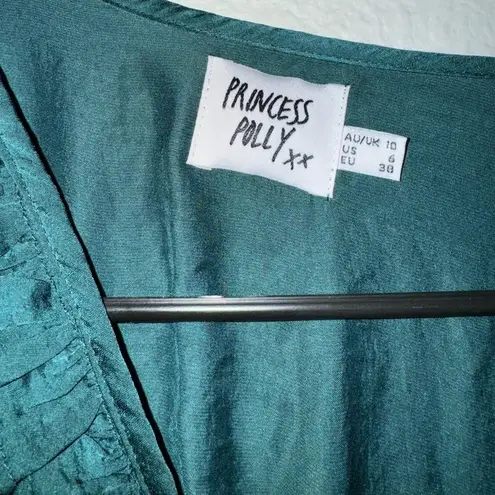 PRINCESS
POLLY xx
AU/UK 10
US 6
EU 38